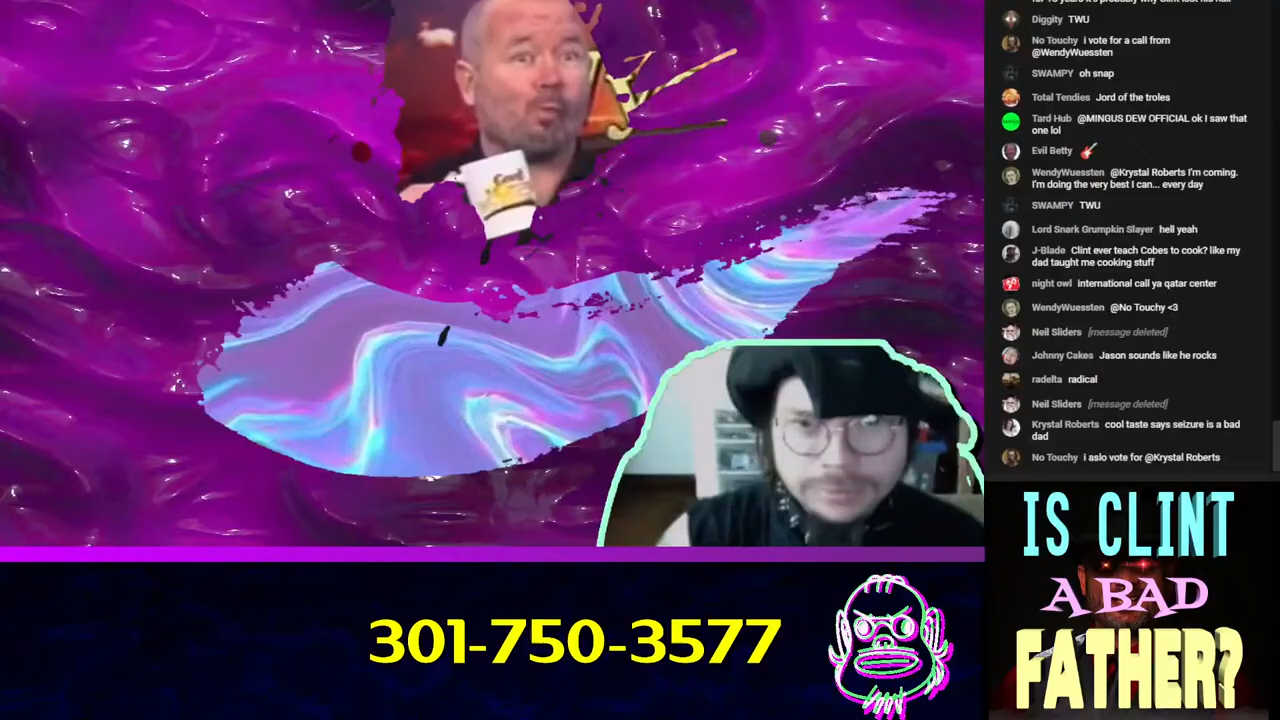 Diggity TWU
No Touchy i vote for a call from
@WendyWuessten
SWAMPY oh snap
Total Tendies Jord of the troles
Tard Hub @MINGUS DEW OFFICIAL ok I saw that
one lol
Evil Betty
WendyWuessten @Krystal Roberts I'm coming.
I'm doing the very best I can... every day
SWAMPY TWU
Lord Snark Grumpkin Slayer hell yeah
J-Blade Clint ever teach Cobes to cook? like my
dad taught me cooking stuff
night owl international call ya qatar center
WendyWuessten @No Touchy <3
Neil Sliders [message deleted]
Johnny Cakes Jason sounds like he rocks
radelta radical
Neil Sliders [message deleted]
Krystal Roberts cool taste says seizure is a bad
dad
No Touchy i aslo vote for @Krystal Roberts
IS CLINT
A BAD
FATHER?
301-750-3577